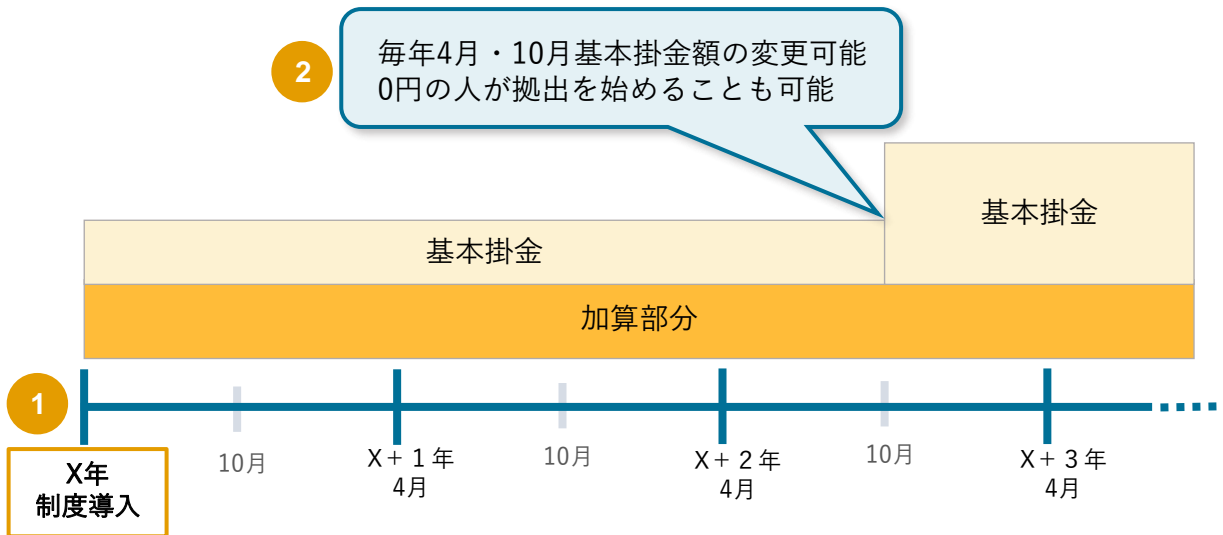 2
毎年4月・10月基本掛金額の変更可能
0円の人が拠出を始めることも可能
基本掛金
基本掛金
加算部分
1
X年
制度導入
10月
X+１年
4月
10月
X+２年
4月
10月
X+３年
4月